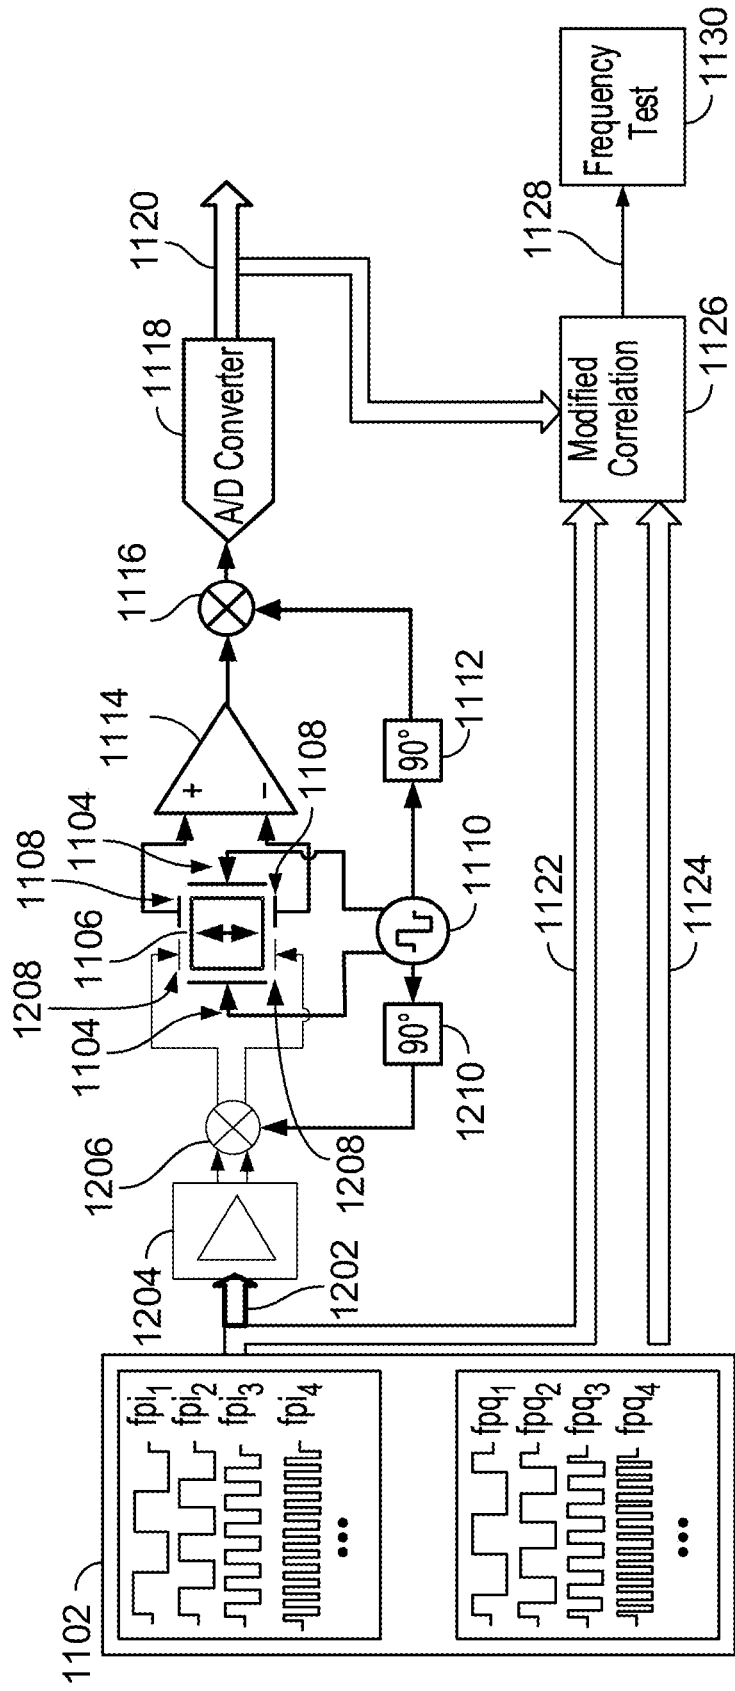 1102
fpi1
fpi2
fpi3
fpi4
•••
fpq1
fpq2
fpq3
fpq4
•••
1202
1204
1206
1208
1208
1104
1106
1108
1104
1108
+
−
1114
1116
1118
A/D Converter
1120
90°
1210
1110
90°
1112
1122
1124
Modified
Correlation
1126
1128
Frequency
Test
1130